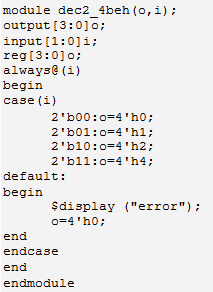 module dec2_4beh(o,i);
output[3:0]o;
input[1:0]i;
reg[3:0]o;
always@(i)
begin
case(i)
2'b00:o=4'h0;
2'b01:o=4'h1;
2'b10:o=4'h2;
2'b11:o=4'h4;
default:
begin
$display ("error");
o=4'h0;
end
endcase
end
endmodule